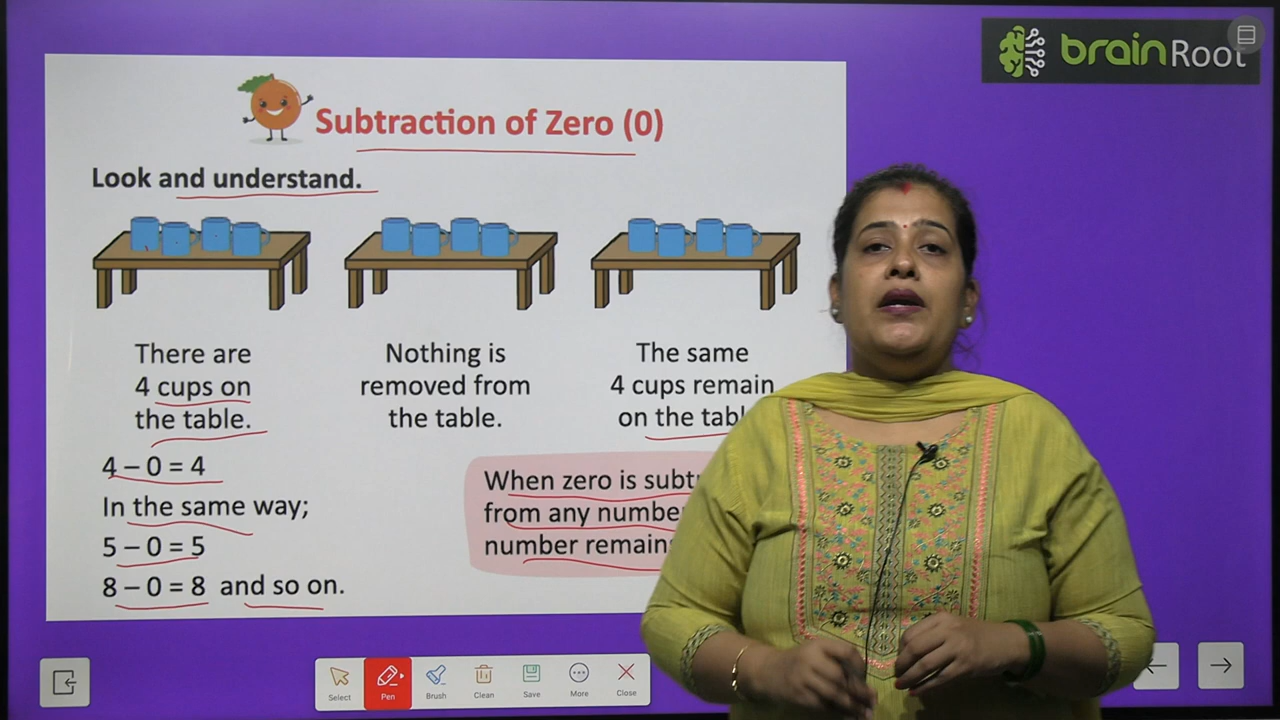 brainRoot
Subtraction of Zero (0)
Look and understand.
There are
4 cups on
the table.
Nothing is
removed from
the table.
The same
4 cups remain
on the
4 – 0 = 4
In the same way;
5 – 0 = 5
8 – 0 = 8 and so on.
When zero is
from any
number
Select
Pen
Brush
Clean
Save
More
Close